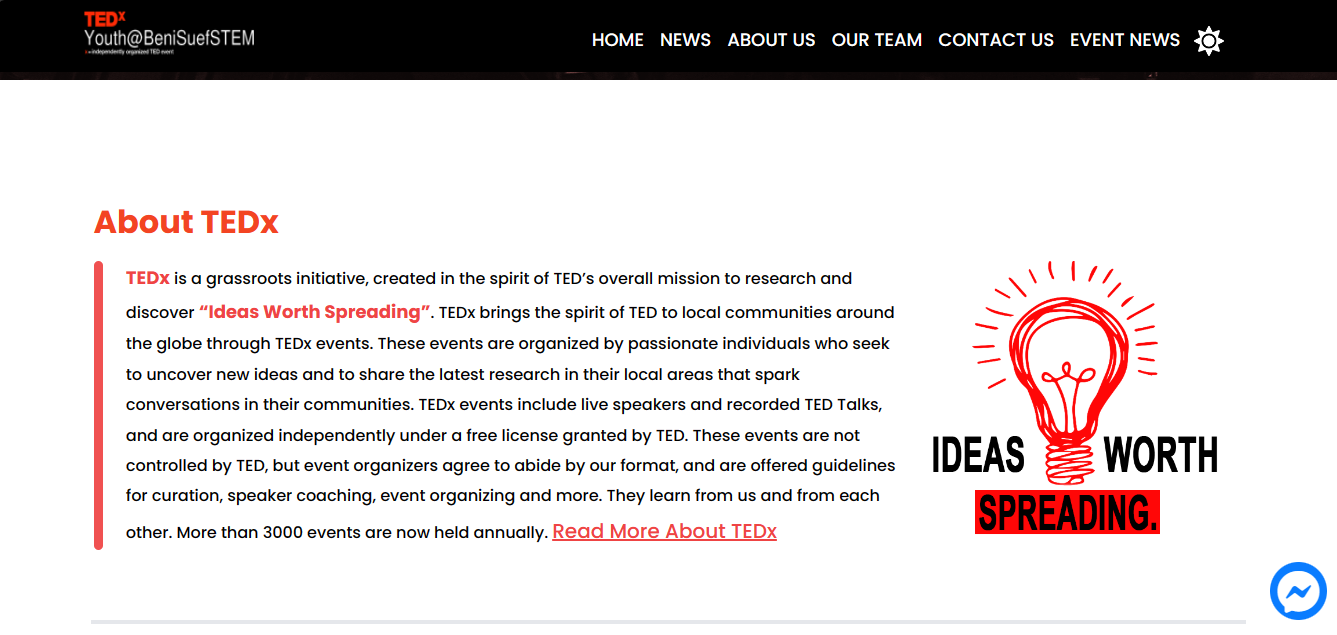 TEDx
Youth@BeniSuefSTEM
x = independently organized TED event
HOME NEWS ABOUT US OUR TEAM CONTACT US EVENT NEWS
About TEDx
TEDx is a grassroots initiative, created in the spirit of TED’s overall mission to research and
discover “Ideas Worth Spreading”. TEDx brings the spirit of TED to local communities around
the globe through TEDx events. These events are organized by passionate individuals who seek
to uncover new ideas and to share the latest research in their local areas that spark
conversations in their communities. TEDx events include live speakers and recorded TED Talks,
and are organized independently under a free license granted by TED. These events are not
controlled by TED, but event organizers agree to abide by our format, and are offered guidelines
for curation, speaker coaching, event organizing and more. They learn from us and from each
other. More than 3000 events are now held annually. Read More About TEDx
IDEAS WORTH
SPREADING.